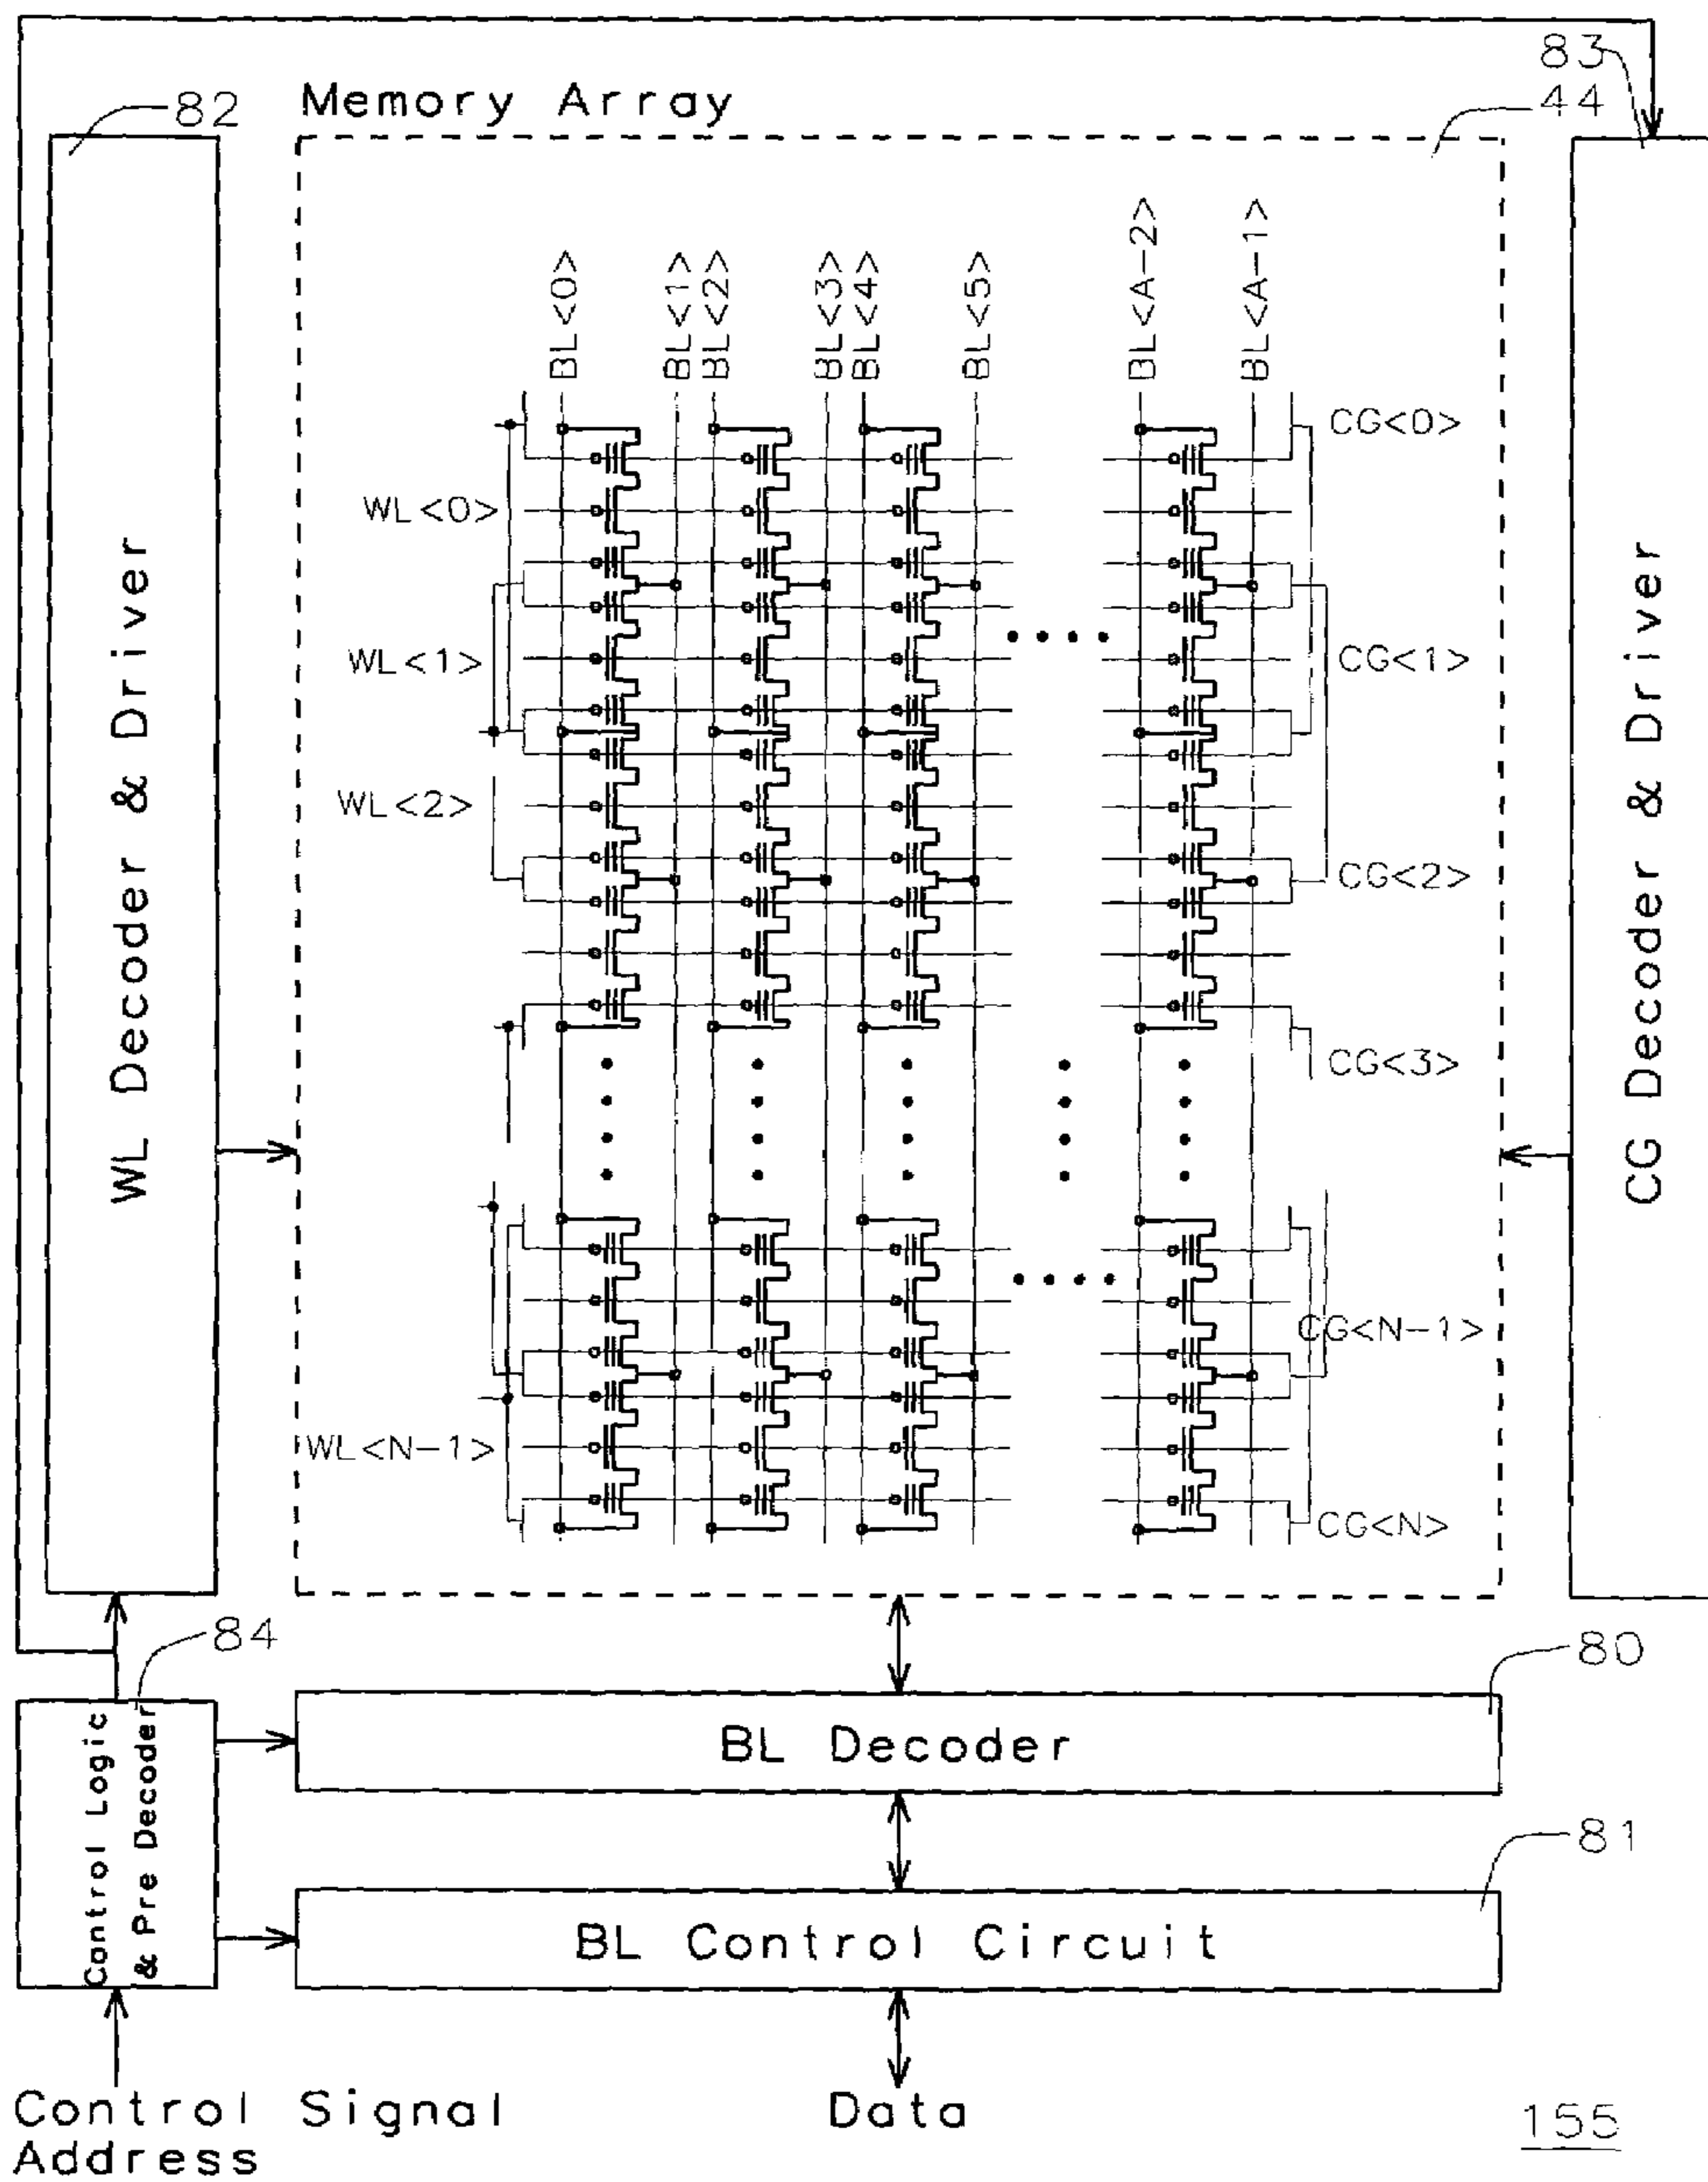 83
82
Memory Array
44
BL<0>
BL<1>
BL<2>
BL<3>
BL<4>
BL<5>
BL<A-2>
BL<A-1>
CG<0>
WL<0>
WL<1>
CG<1>
WL<2>
CG<2>
CG<3>
CG<N-1>
WL<N-1>
CG<N>
WL Decoder & Driver
CG Decoder & Driver
84
80
BL Decoder
Control Logic
& Pre Decoder
81
BL Control Circuit
Control Signal
Address
Data
155